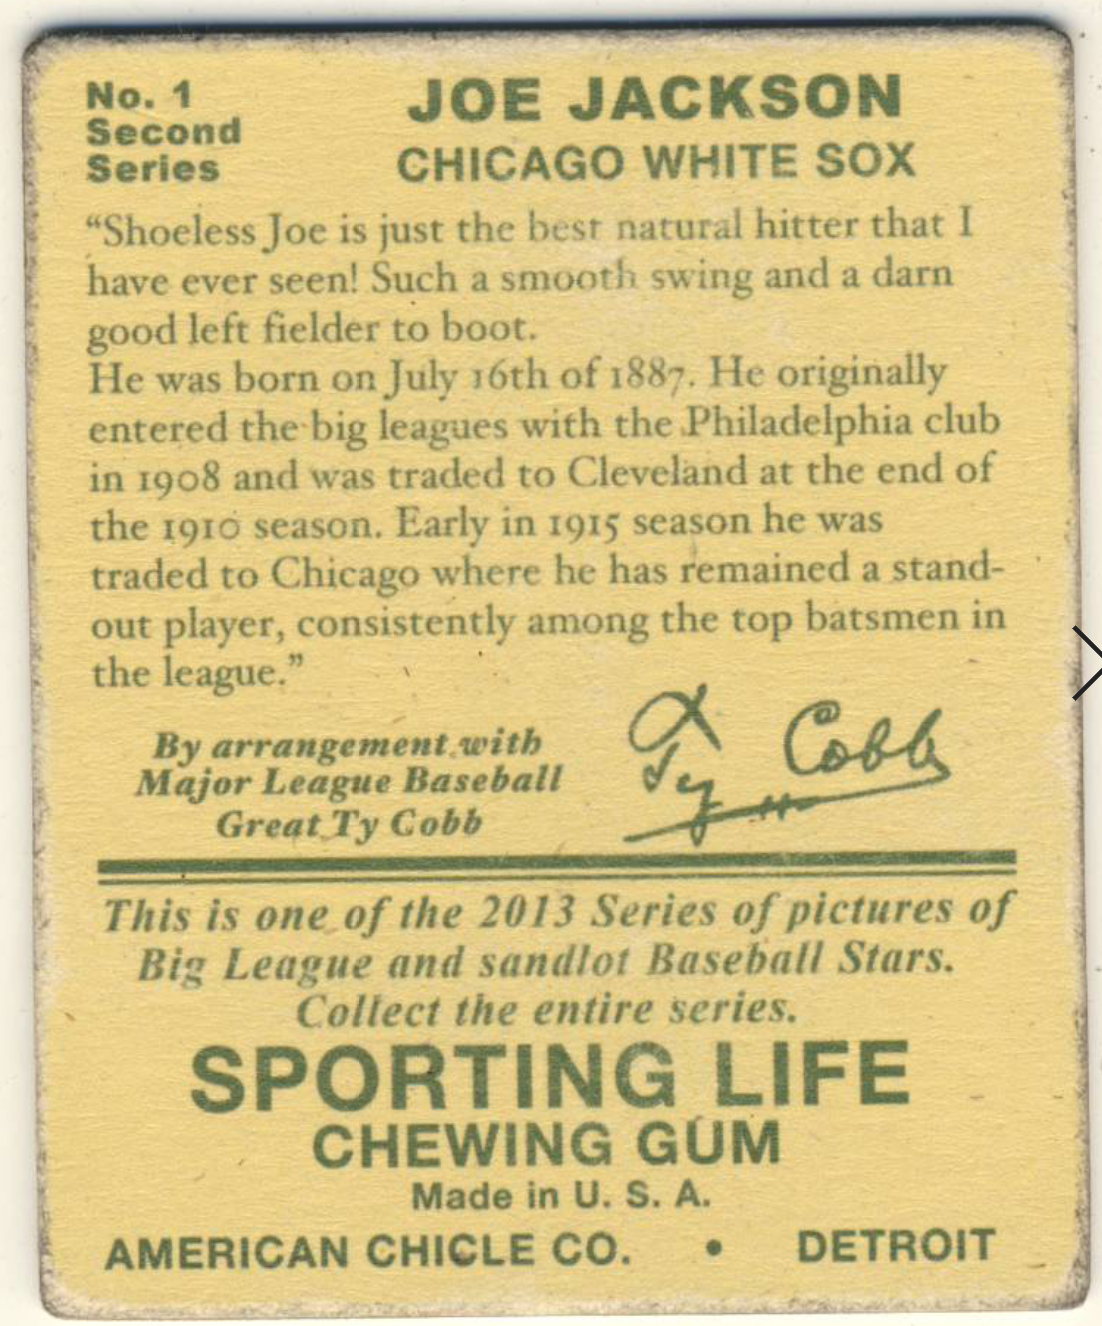 No. 1
Second
Series
JOE JACKSON
CHICAGO WHITE SOX
“Shoeless Joe is just the best natural hitter that I
have ever seen! Such a smooth swing and a darn
good left fielder to boot.
He was born on July 16th of 1887. He originally
entered the big leagues with the Philadelphia club
in 1908 and was traded to Cleveland at the end of
the 1910 season. Early in 1915 season he was
traded to Chicago where he has remained a stand-
out player, consistently among the top batsmen in
the league.”
By arrangement with
Major League Baseball
Great Ty Cobb
Ty Cobb
This is one of the 2013 Series of pictures of
Big League and sandlot Baseball Stars.
Collect the entire series.
SPORTING LIFE
CHEWING GUM
Made in U. S. A.
AMERICAN CHICLE CO. • DETROIT